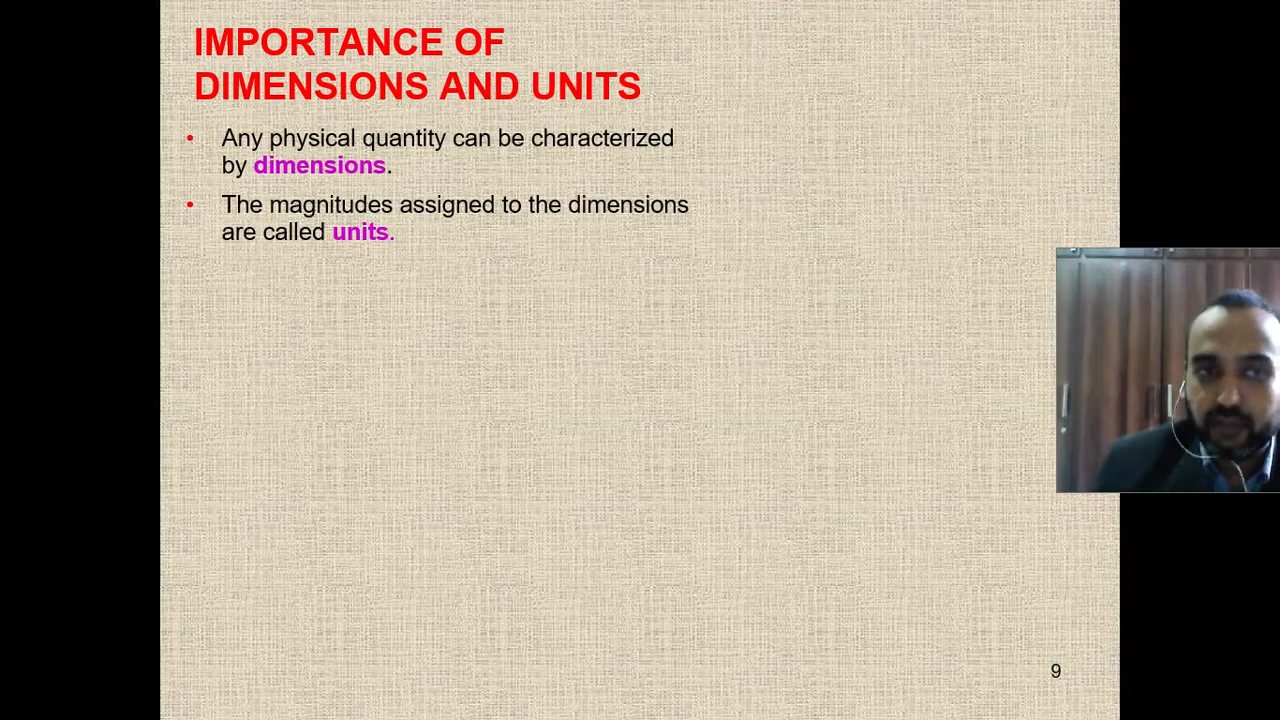 IMPORTANCE OF
DIMENSIONS AND UNITS
• Any physical quantity can be characterized
by dimensions.
• The magnitudes assigned to the dimensions
are called units.
9